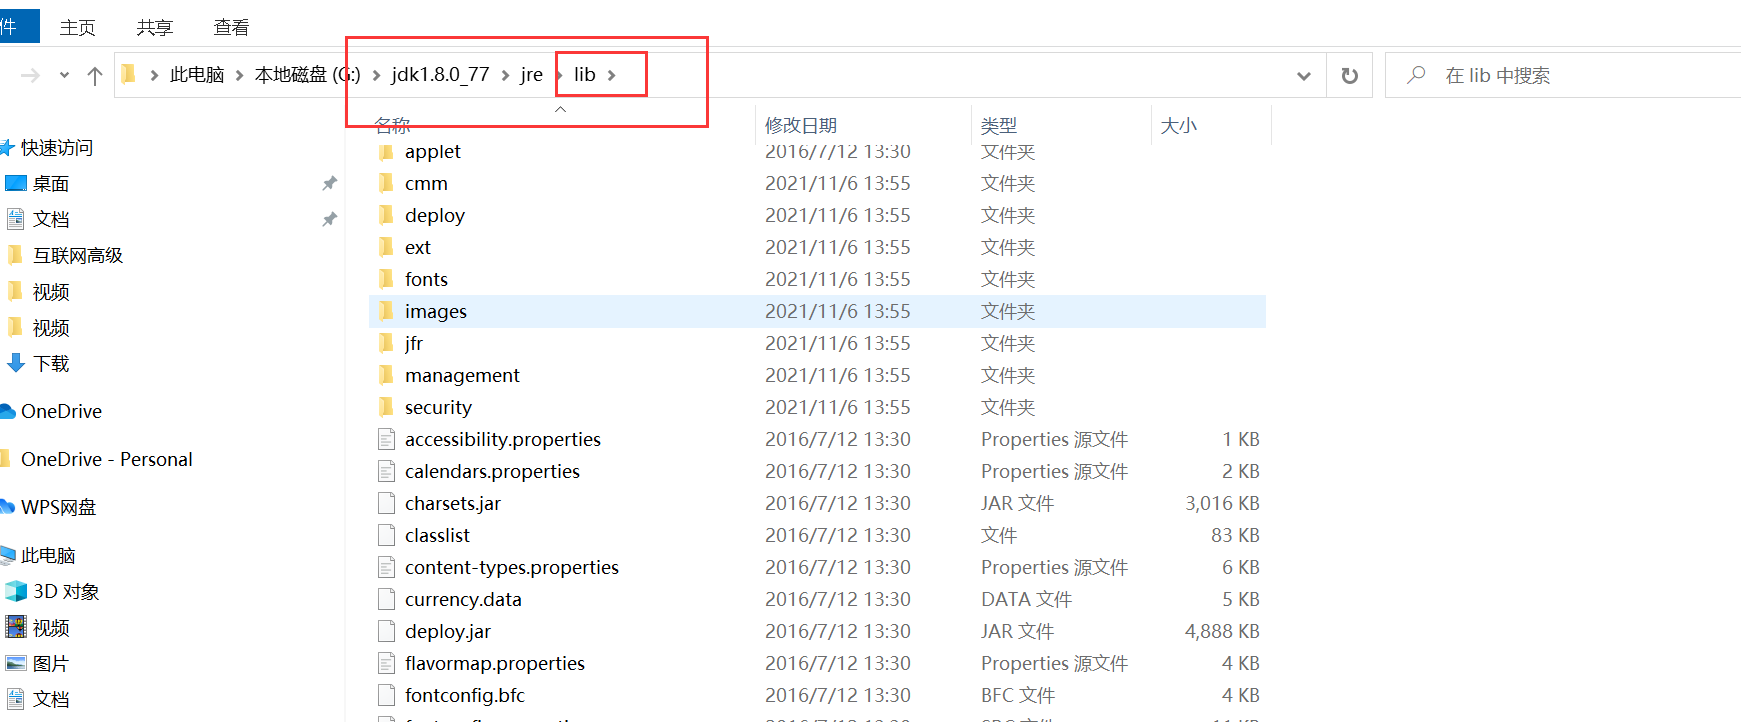 件 主页 共享 查看
此电脑 本地磁盘 (G:) jdk1.8.0_77 jre lib
在 lib 中搜索
名称 修改日期 类型 大小
快速访问
桌面
文档
互联网高级
视频
视频
下载
OneDrive
OneDrive - Personal
WPS网盘
此电脑
3D 对象
视频
图片
文档
applet 2016/7/12 13:30 文件夹
cmm 2021/11/6 13:55 文件夹
deploy 2021/11/6 13:55 文件夹
ext 2021/11/6 13:55 文件夹
fonts 2021/11/6 13:55 文件夹
images 2021/11/6 13:55 文件夹
jfr 2021/11/6 13:55 文件夹
management 2021/11/6 13:55 文件夹
security 2021/11/6 13:55 文件夹
accessibility.properties 2016/7/12 13:30 Properties 源文件 1 KB
calendars.properties 2016/7/12 13:30 Properties 源文件 2 KB
charsets.jar 2016/7/12 13:30 JAR 文件 3,016 KB
classlist 2016/7/12 13:30 文件 83 KB
content-types.properties 2016/7/12 13:30 Properties 源文件 6 KB
currency.data 2016/7/12 13:30 DATA 文件 5 KB
deploy.jar 2016/7/12 13:30 JAR 文件 4,888 KB
flavormap.properties 2016/7/12 13:30 Properties 源文件 4 KB
fontconfig.bfc 2016/7/12 13:30 BFC 文件 4 KB